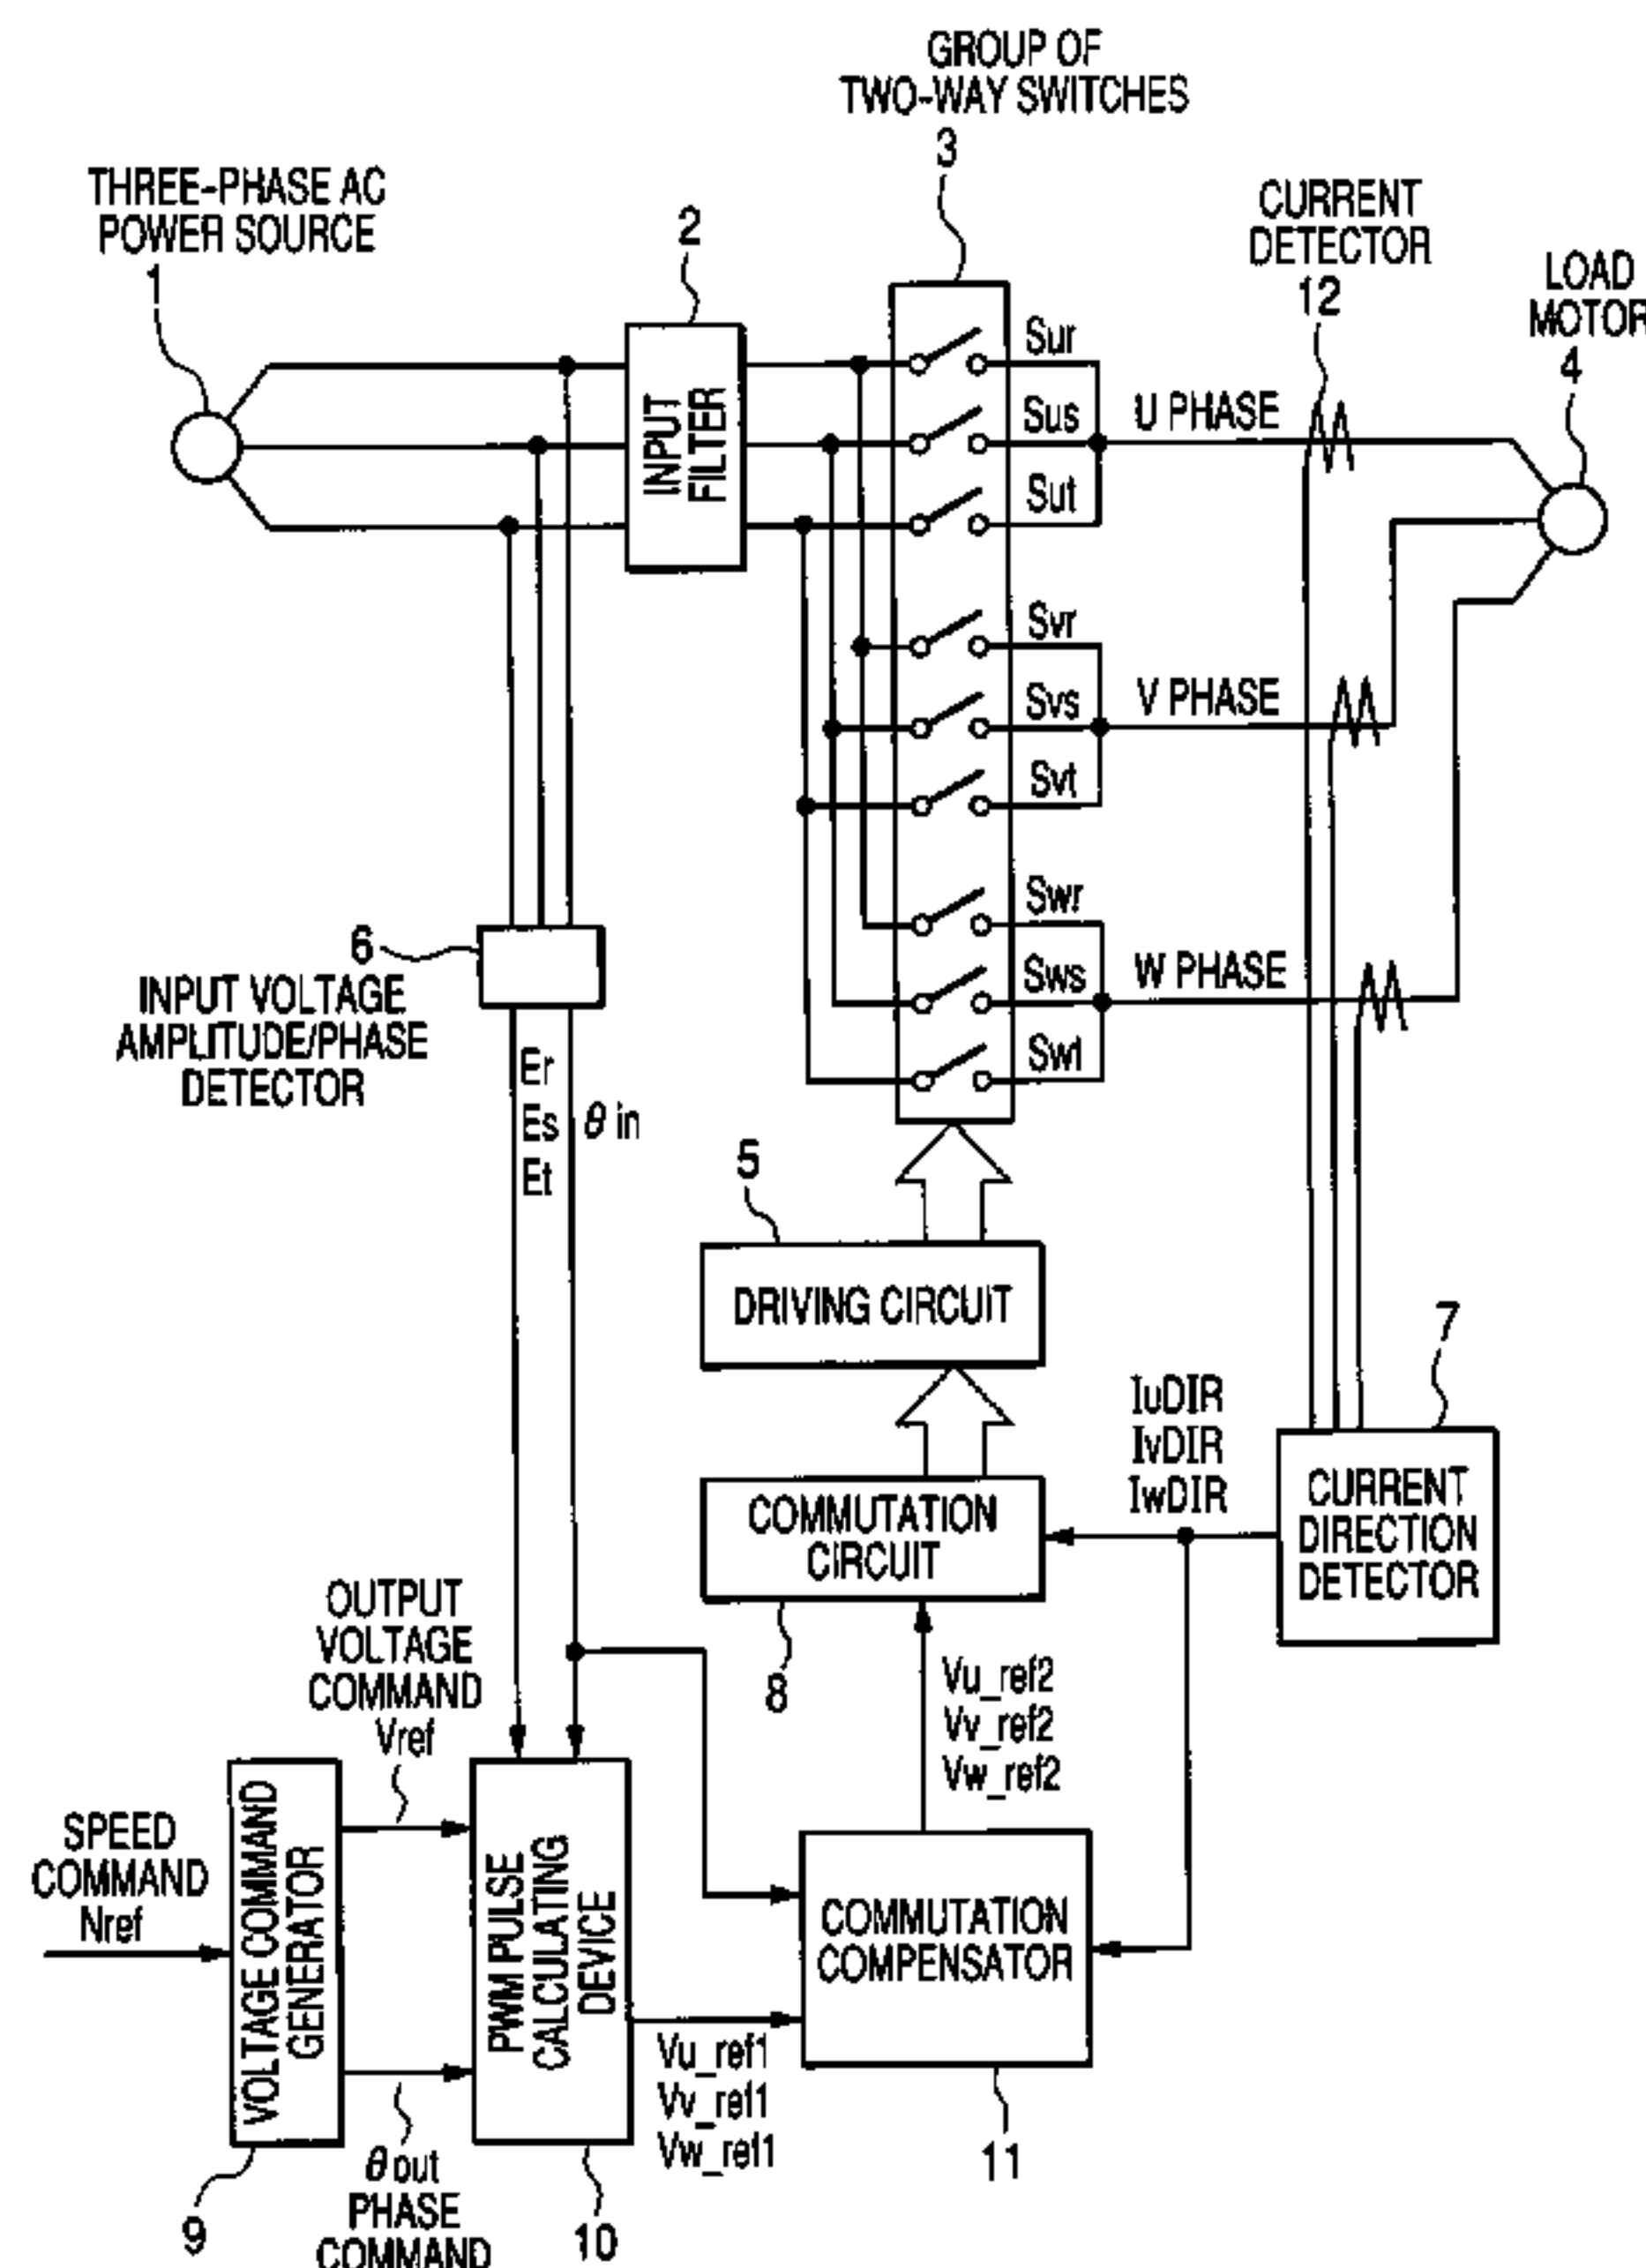 GROUP OF
TWO-WAY SWITCHES
3
THREE-PHASE AC
POWER SOURCE
1
2
CURRENT
DETECTOR
12
LOAD
MOTOR
4
INPUT
FILTER
Sur
Sus
Sut
U PHASE
Svr
Svs
Svt
V PHASE
Swr
Sws
Swt
W PHASE
6
INPUT VOLTAGE
AMPLITUDE/PHASE
DETECTOR
Er
Es
Et
θ in
5
DRIVING CIRCUIT
7
IuDIR
IvDIR
IwDIR
CURRENT
DIRECTION
DETECTOR
COMMUTATION
CIRCUIT
8
OUTPUT
VOLTAGE
COMMAND
Vref
Vu_ref2
Vv_ref2
Vw_ref2
SPEED
COMMAND
Nref
VOLTAGE COMMAND
GENERATOR
PWM PULSE
CALCULATING
DEVICE
COMMUTATION
COMPENSATOR
Vu_ref1
Vv_ref1
Vw_ref1
11
θ out
PHASE
COMMAND
9
10